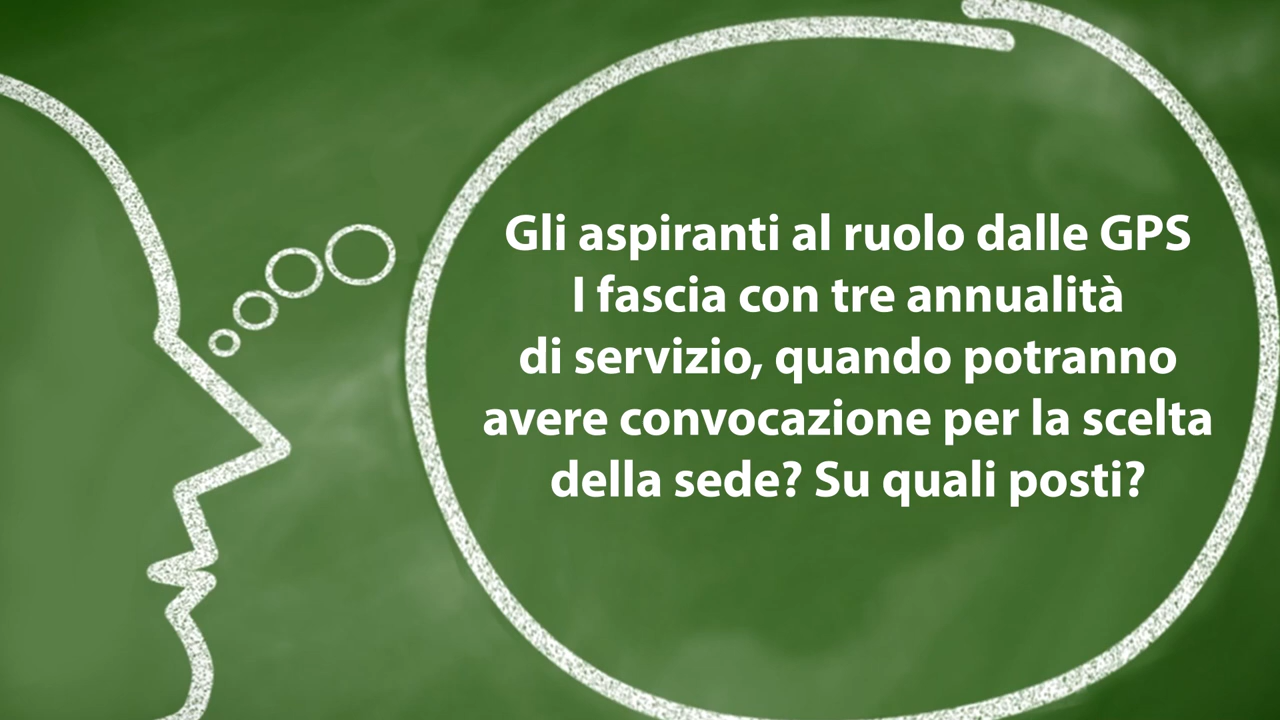 Gli aspiranti al ruolo dalle GPS
I fascia con tre annualità
di servizio, quando potranno
avere convocazione per la scelta
della sede? Su quali posti?